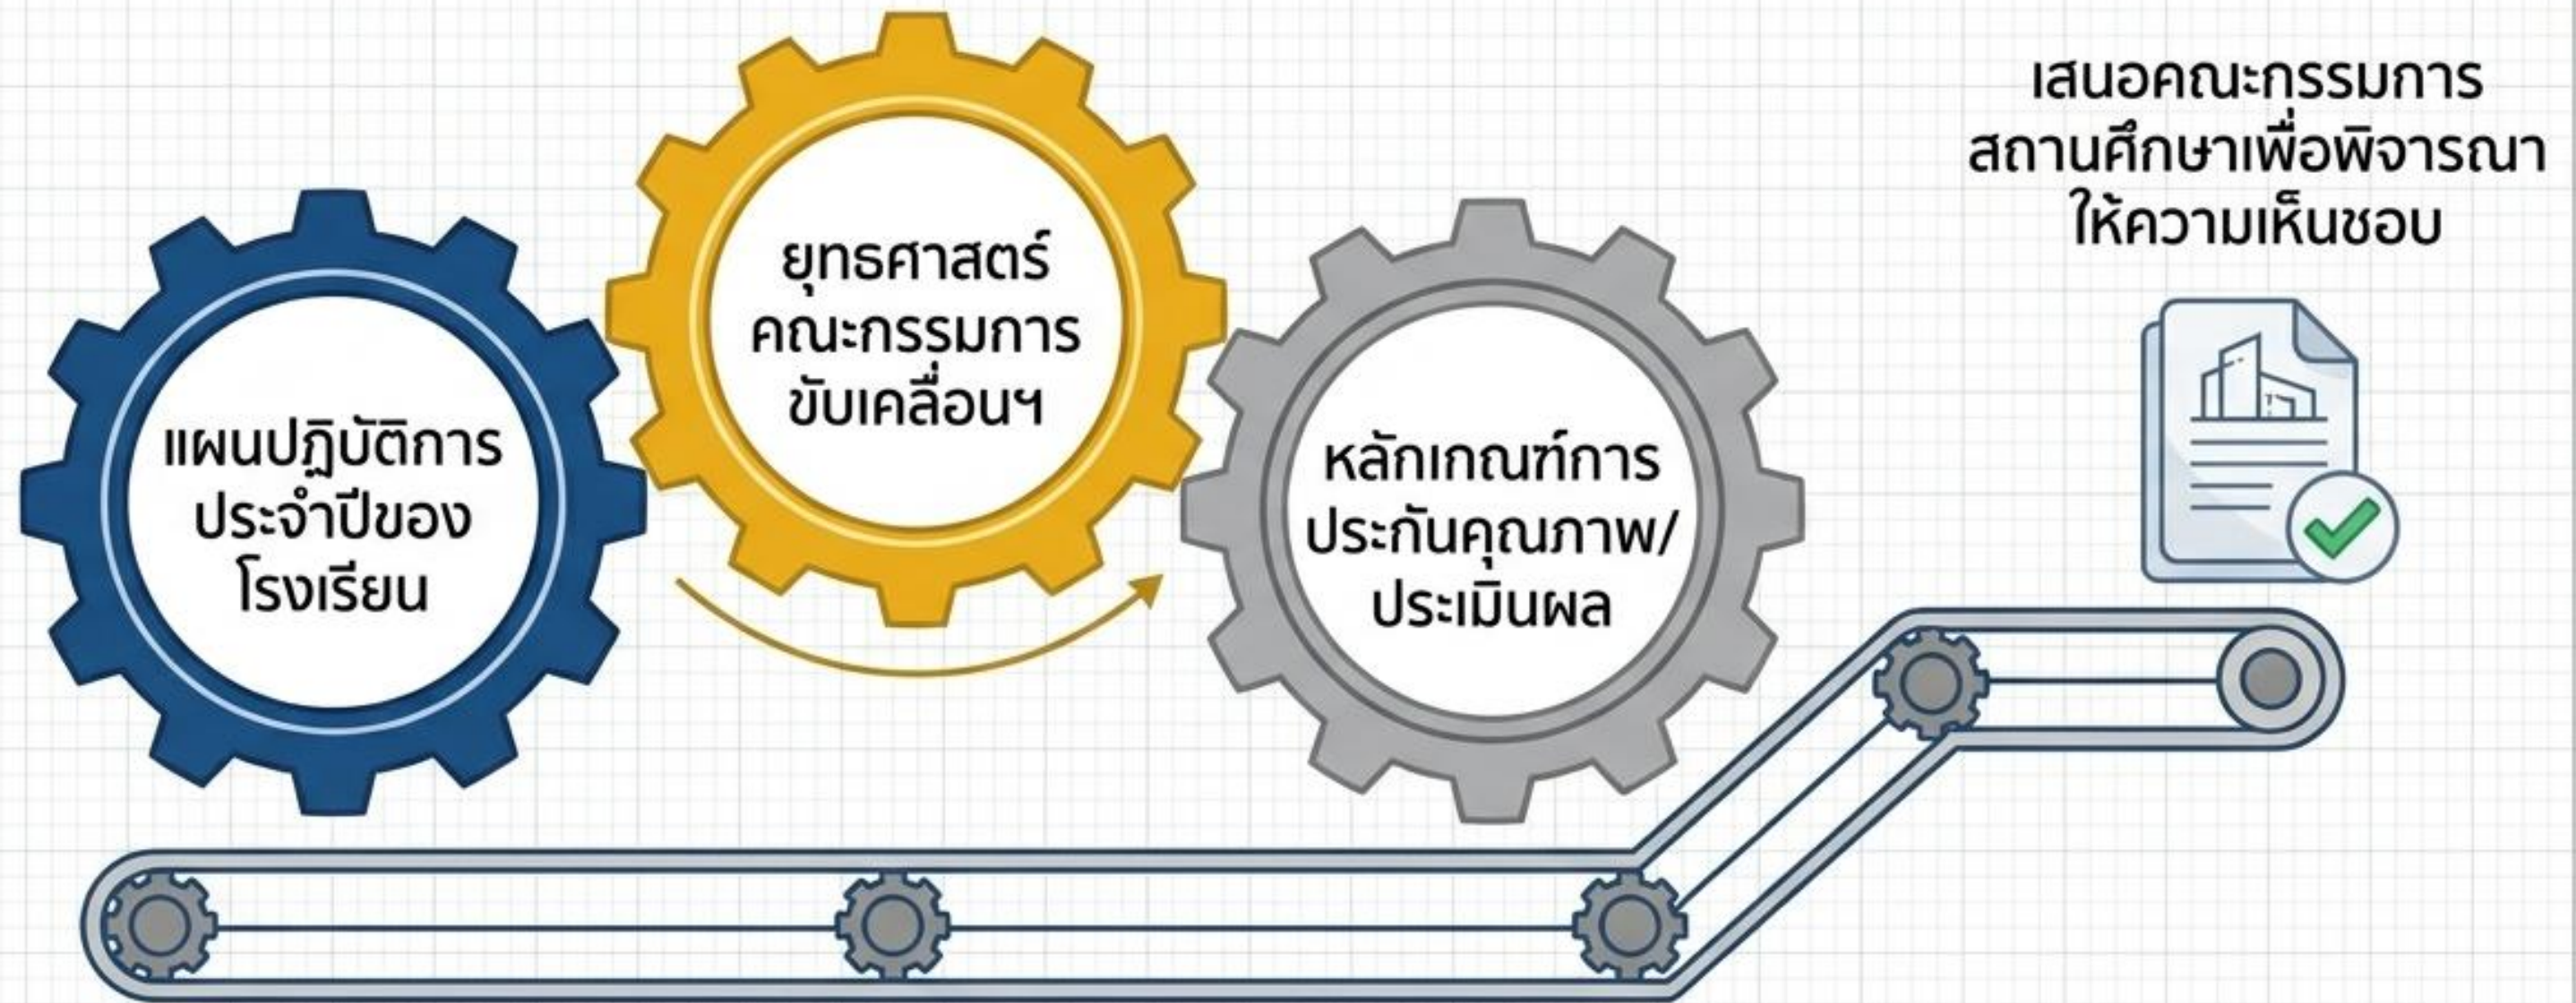 แผนปฏิบัติการ
ประจำปีของ
โรงเรียน
ยุทธศาสตร์
คณะกรรมการ
ขับเคลื่อนฯ
หลักเกณฑ์การ
ประกันคุณภาพ/
ประเมินผล
เสนอคณะกรรมการ
สถานศึกษาเพื่อพิจารณา
ให้ความเห็นชอบ